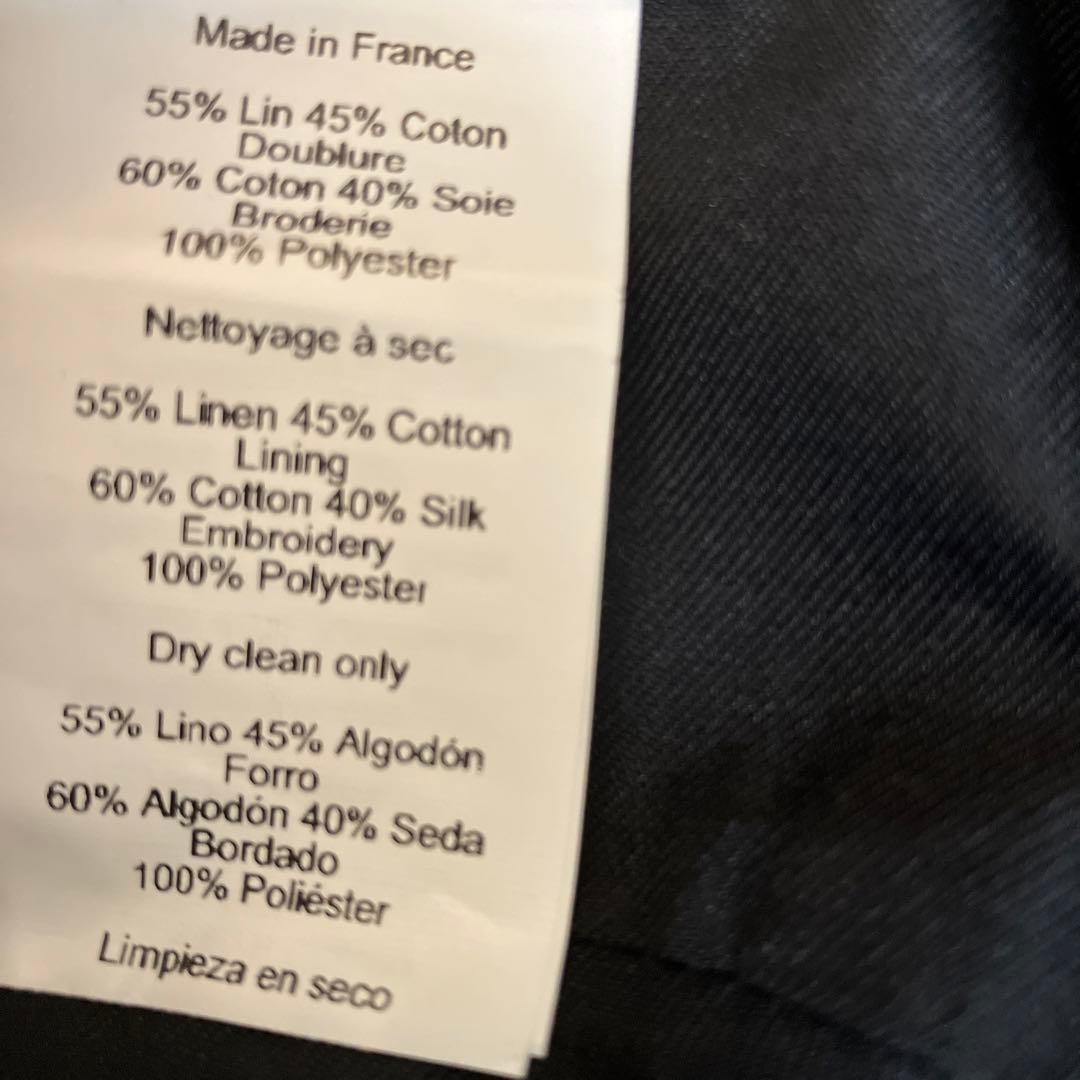 Made in France
55% Lin 45% Coton
Doublure
60% Coton 40% Soie
Broderie
100% Polyester
Nettoyage à sec
55% Linen 45% Cotton
Lining
60% Cotton 40% Silk
Embroidery
100% Polyester
Dry clean only
55% Lino 45% Algodón
Forro
60% Algodón 40% Seda
Bordado
100% Poliéster
Limpieza en seco